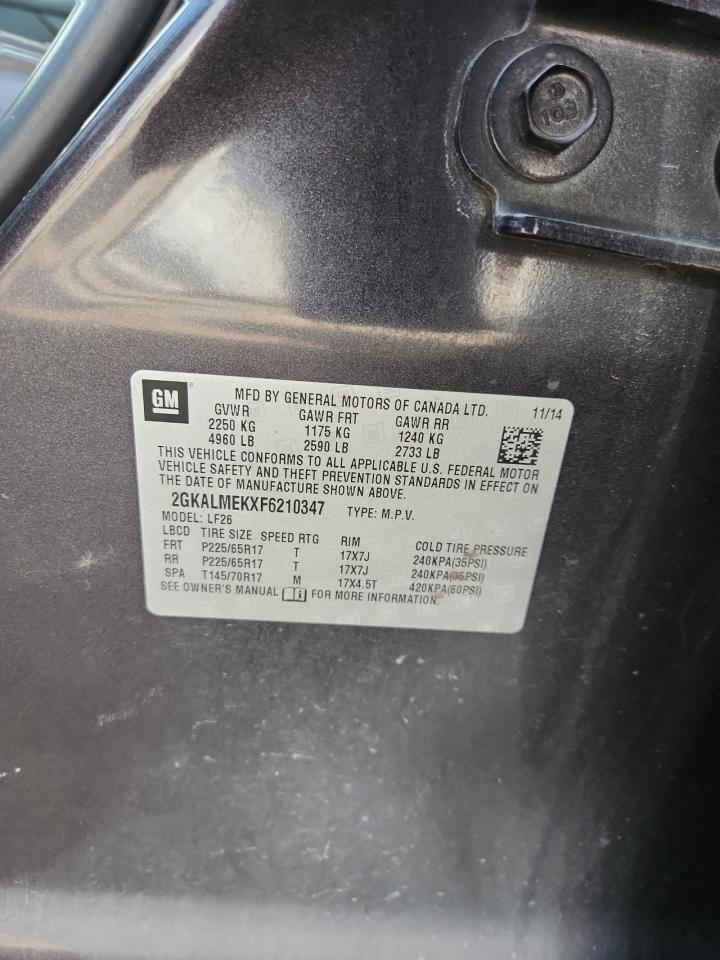 103
GM
MFD BY GENERAL MOTORS OF CANADA LTD. 11/14
GVWR GAWR FRT GAWR RR
2250 KG 1175 KG 1240 KG
4960 LB 2590 LB 2733 LB
THIS VEHICLE CONFORMS TO ALL APPLICABLE U.S. FEDERAL MOTOR
VEHICLE SAFETY AND THEFT PREVENTION STANDARDS IN EFFECT ON
THE DATE OF MANUFACTURE SHOWN ABOVE.
2GKALMEKXF6210347 TYPE: M.P.V.
MODEL: LF26
LBCD TIRE SIZE SPEED RTG RIM COLD TIRE PRESSURE
FRT P225/65R17 T 17X7J 240KPA(35PSI)
RR P225/65R17 T 17X7J 240KPA(35PSI)
SPA T145/70R17 M 17X4.5T 420KPA(60PSI)
SEE OWNER'S MANUAL FOR MORE INFORMATION.